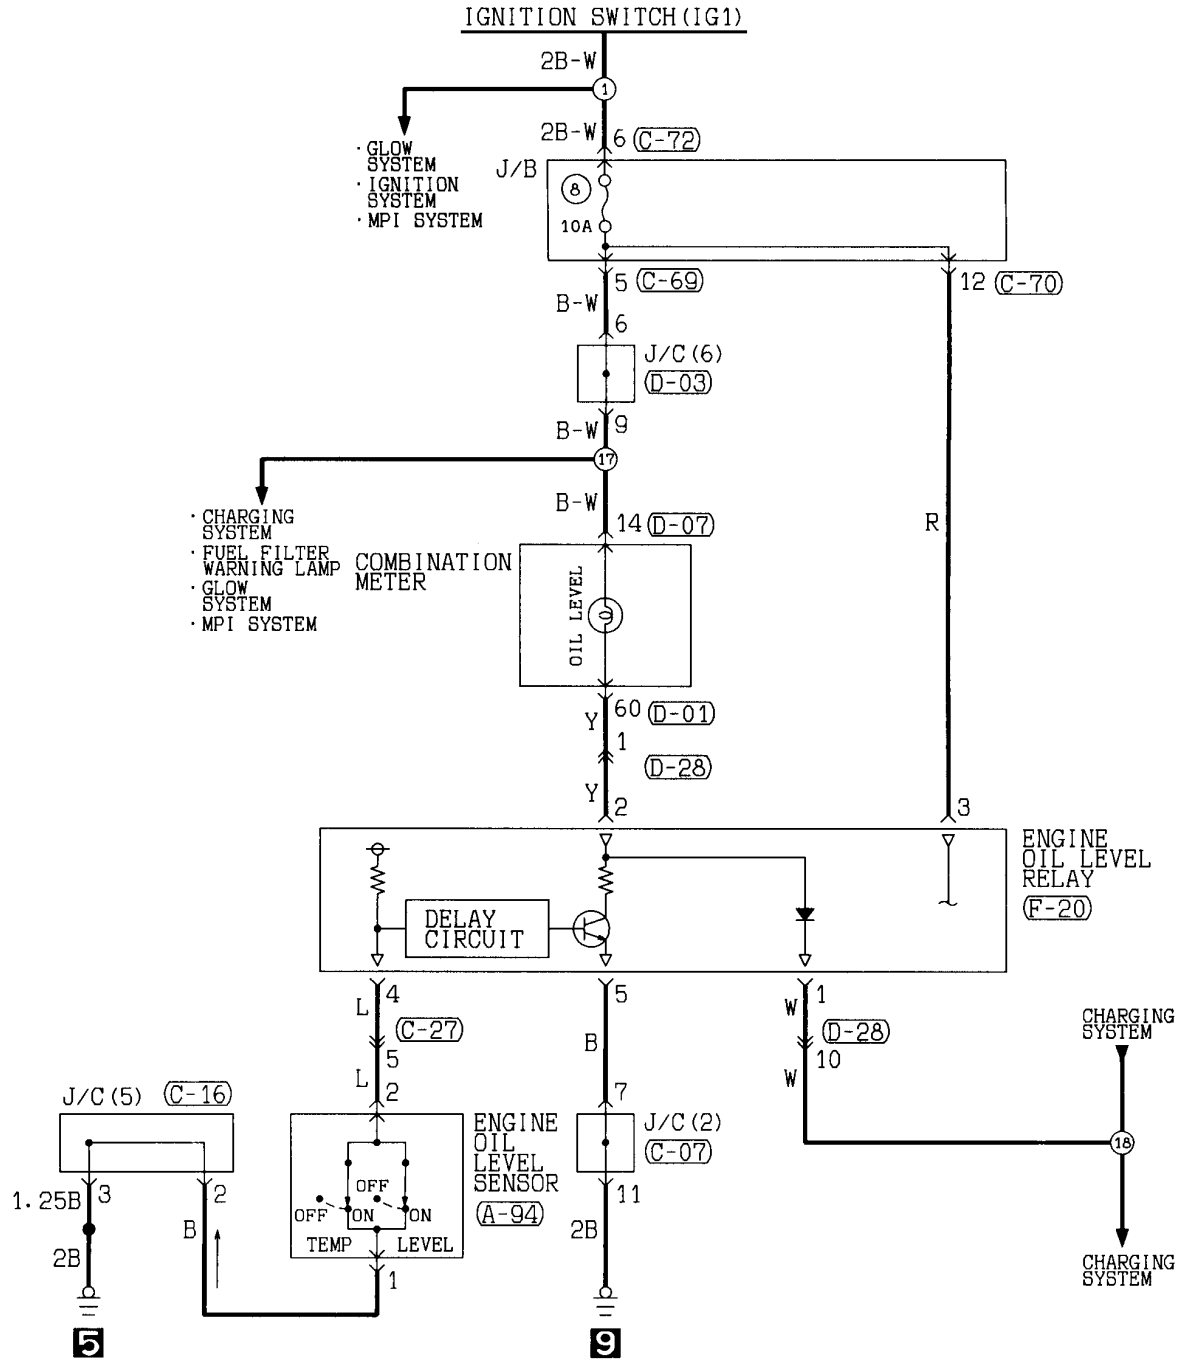 IGNITION SWITCH(IG1)
2B-W
1
2B-W
6 (C-72)
· GLOW
SYSTEM
· IGNITION
SYSTEM
· MPI SYSTEM
J/B
8
10A
5 (C-69)
12 (C-70)
B-W
6
J/C(6)
(D-03)
9
B-W
17
B-W
14 (D-07)
R
· CHARGING
SYSTEM
· FUEL FILTER
WARNING LAMP
· GLOW
SYSTEM
· MPI SYSTEM
COMBINATION
METER
OIL LEVEL
60 (D-01)
Y
1
(D-28)
Y
2
3
ENGINE
OIL LEVEL
RELAY
(F-20)
DELAY
CIRCUIT
4
5
1
L
(C-27)
5
L
2
B
7
W
(D-28)
10
W
CHARGING
SYSTEM
18
CHARGING
SYSTEM
J/C(5) (C-16)
3
2
1.25B
2B
B
5
ENGINE
OIL
LEVEL
SENSOR
(A-94)
OFF
OFF
ON
ON
TEMP
LEVEL
1
J/C(2)
(C-07)
11
2B
9